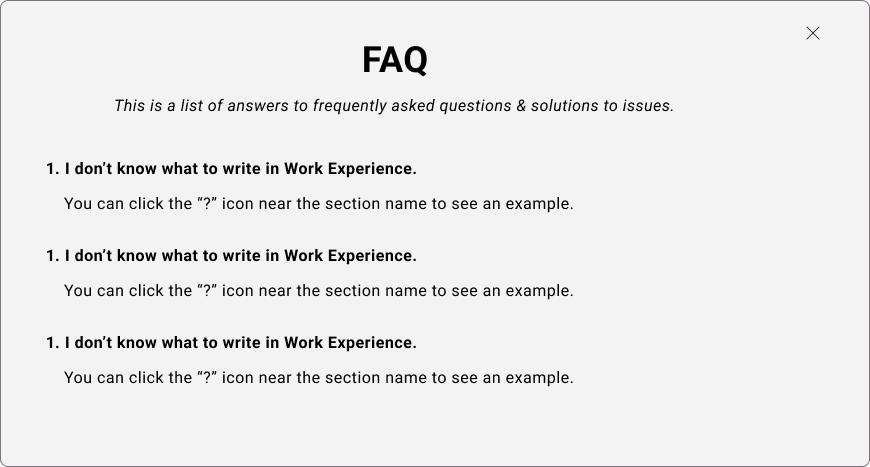 FAQ
This is a list of answers to frequently asked questions & solutions to issues.
1. I don’t know what to write in Work Experience.
You can click the “?” icon near the section name to see an example.
1. I don’t know what to write in Work Experience.
You can click the “?” icon near the section name to see an example.
1. I don’t know what to write in Work Experience.
You can click the “?” icon near the section name to see an example.